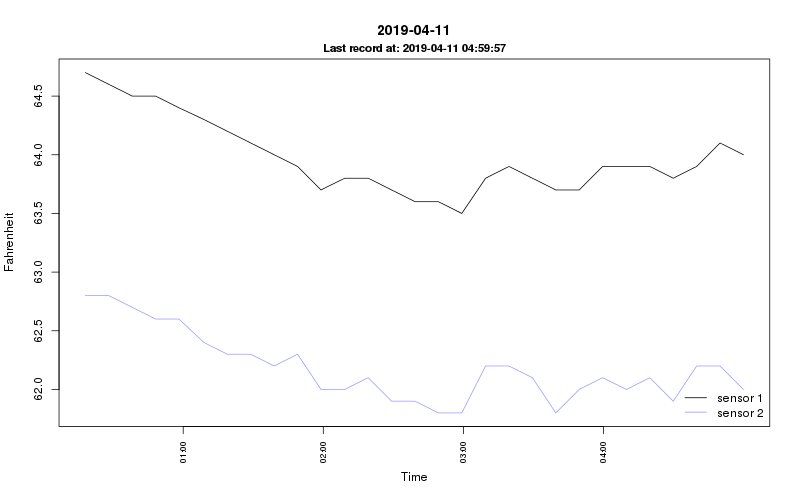 2019-04-11
Last record at: 2019-04-11 04:59:57
64.5
64.0
63.5
63.0
62.5
62.0
Fahrenheit
sensor 1
sensor 2
01:00
02:00
03:00
04:00
Time